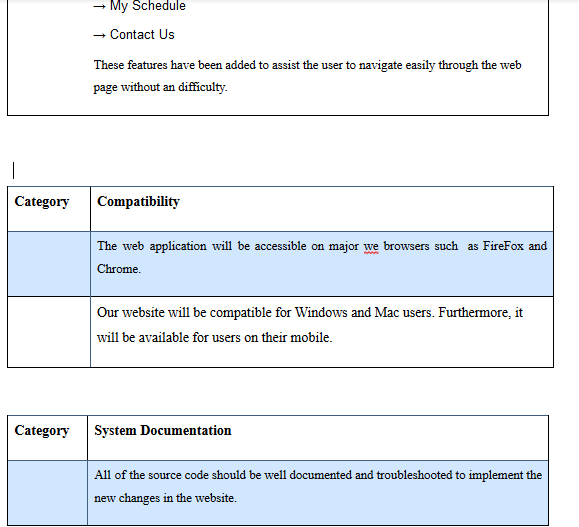 → My Schedule
→ Contact Us
These features have been added to assist the user to navigate easily through the web
page without an difficulty.
Category Compatibility
The web application will be accessible on major we browsers such as FireFox and
Chrome.
Our website will be compatible for Windows and Mac users. Furthermore, it
will be available for users on their mobile.
Category System Documentation
All of the source code should be well documented and troubleshooted to implement the
new changes in the website.